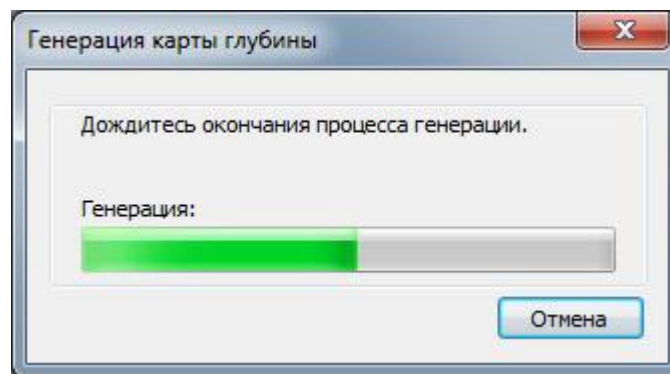 Генерация карты глубины
Дождитесь окончания процесса генерации.
Генерация:
Отмена